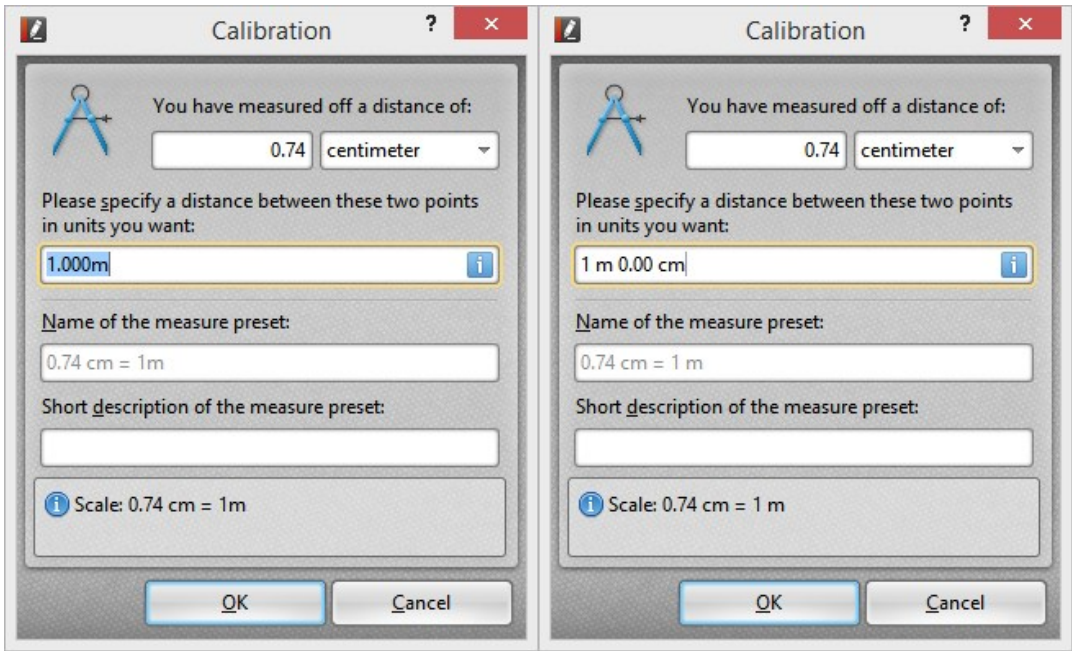 Calibration ? ×
You have measured off a distance of:
0.74 centimeter
Please specify a distance between these two points
in units you want:
1.000m
Name of the measure preset:
0.74 cm = 1m
Short description of the measure preset:
Scale: 0.74 cm = 1m
OK Cancel
Calibration ? ×
You have measured off a distance of:
0.74 centimeter
Please specify a distance between these two points
in units you want:
1 m 0.00 cm
Name of the measure preset:
0.74 cm = 1 m
Short description of the measure preset:
Scale: 0.74 cm = 1 m
OK Cancel